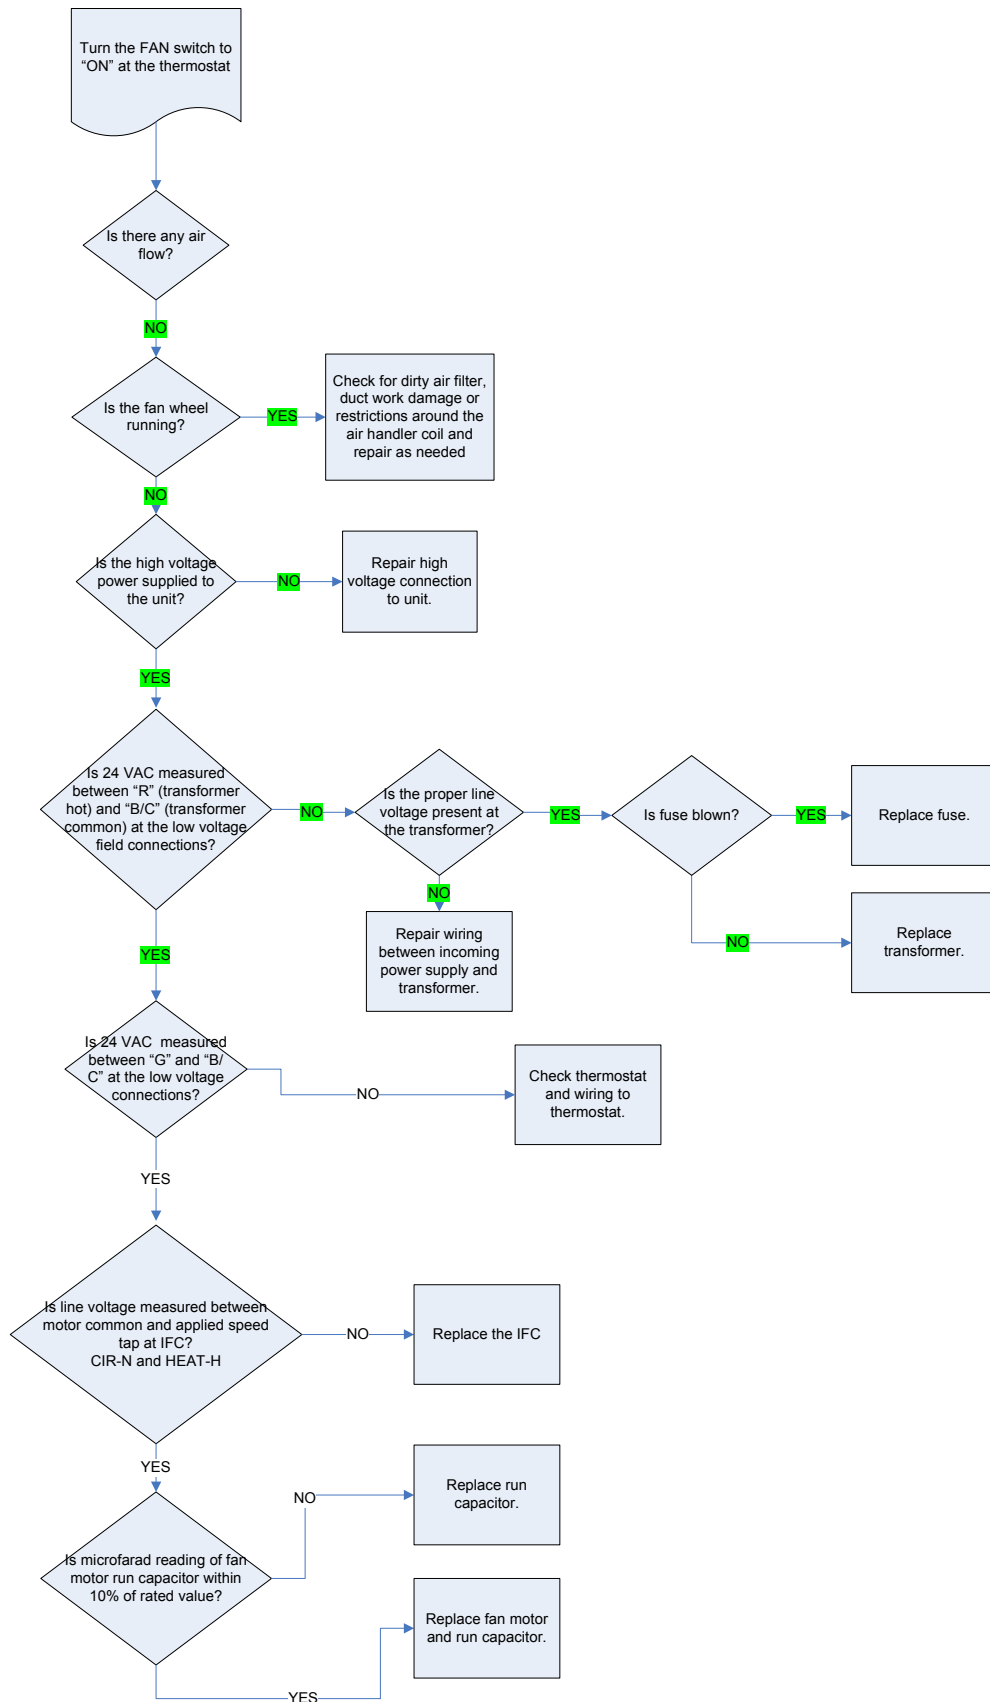 Turn the FAN switch to
“ON” at the thermostat
Is there any air
flow?
NO
Is the fan wheel
running?
YES
Check for dirty air filter,
duct work damage or
restrictions around the
air handler coil and
repair as needed
NO
Is the high voltage
power supplied to
the unit?
NO
Repair high
voltage connection
to unit.
YES
Is 24 VAC measured
between “R” (transformer
hot) and “B/C” (transformer
common) at the low voltage
field connections?
NO
Is the proper line
voltage present at
the transformer?
YES
Is fuse blown?
YES
Replace fuse.
NO
Repair wiring
between incoming
power supply and
transformer.
NO
Replace
transformer.
YES
Is 24 VAC  measured
between “G” and “B/
C” at the low voltage
connections?
NO
Check thermostat
and wiring to
thermostat.
YES
Is line voltage measured between
motor common and applied speed
tap at IFC?
CIR-N and HEAT-H
NO
Replace the IFC
YES
Is microfarad reading of fan
motor run capacitor within
10% of rated value?
NO
Replace run
capacitor.
YES
Replace fan motor
and run capacitor.